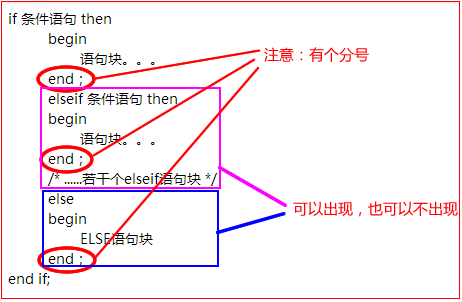 if 条件语句 then
begin
语句块。。。
end ;
elseif 条件语句 then
begin
语句块。。。
end ;
/* ......若干个elseif语句块 */
else
begin
ELSE语句块
end ;
end if;
注意：有个分号
可以出现，也可以不出现